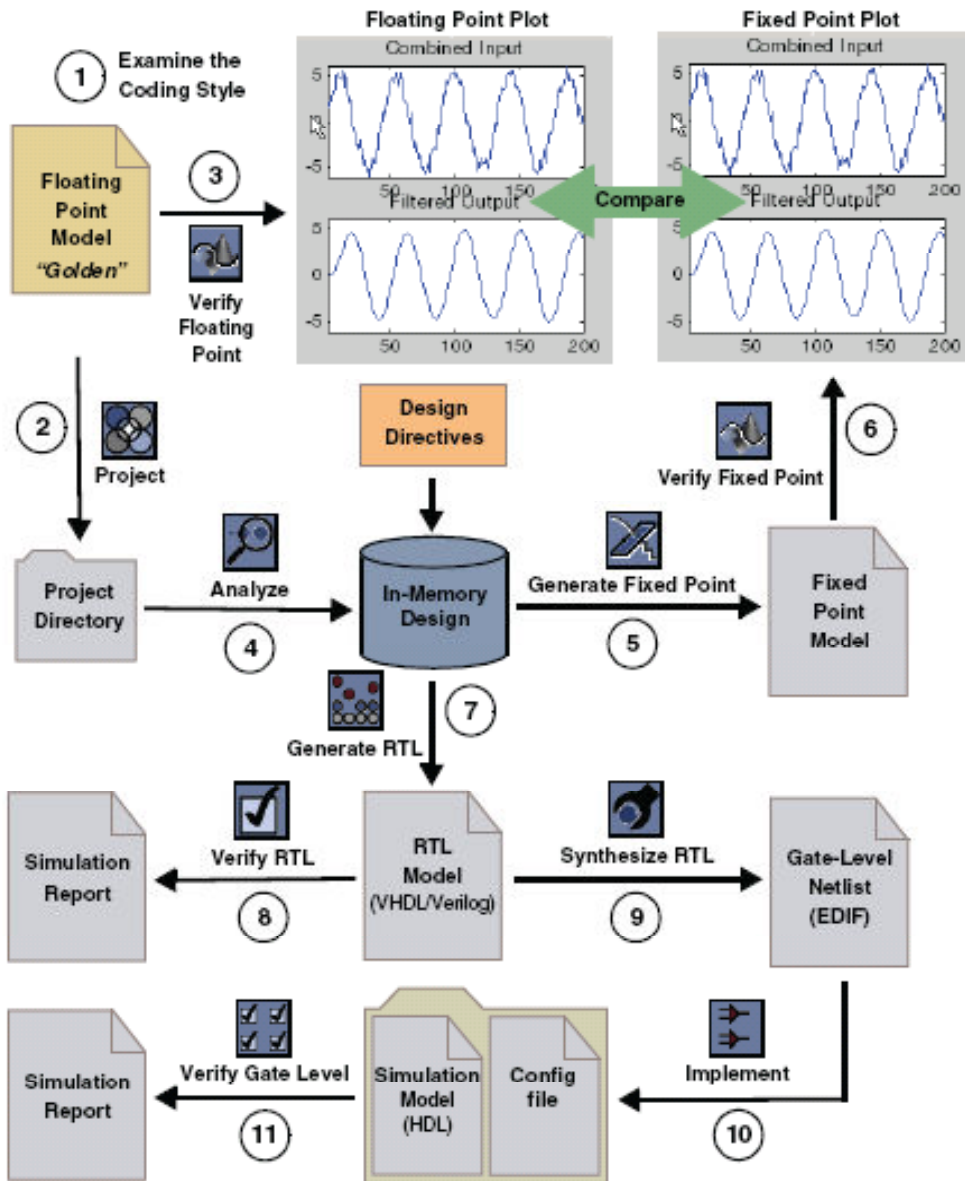 Floating Point Plot
Fixed Point Plot
1
Examine the
Coding Style
Combined Input
5
-5
50
100
150
200
Filtered Output
5
0
-5
50
100
150
200
Combined Input
5
-5
50
100
150
200
Filtered Output
5
0
-5
50
100
150
200
Compare
Floating
Point
Model
“Golden”
3
Verify
Floating
Point
2
Project
Design
Directives
Verify Fixed Point
6
Project
Directory
Analyze
4
In-Memory
Design
Generate Fixed Point
5
Fixed
Point
Model
Generate RTL
7
Simulation
Report
Verify RTL
8
RTL
Model
(VHDL/Verilog)
Synthesize RTL
9
Gate-Level
Netlist
(EDIF)
Simulation
Report
Verify Gate Level
11
Simulation
Model
(HDL)
Config
file
Implement
10